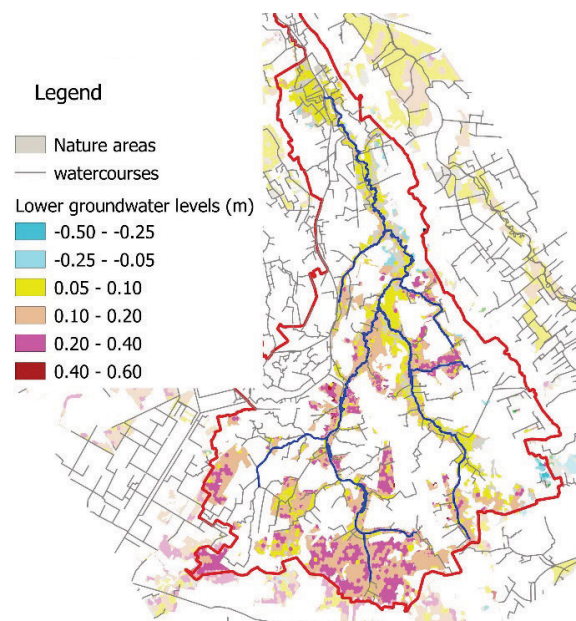 Legend
Nature areas
watercourses
Lower groundwater levels (m)
-0.50 - -0.25
-0.25 - -0.05
0.05 - 0.10
0.10 - 0.20
0.20 - 0.40
0.40 - 0.60